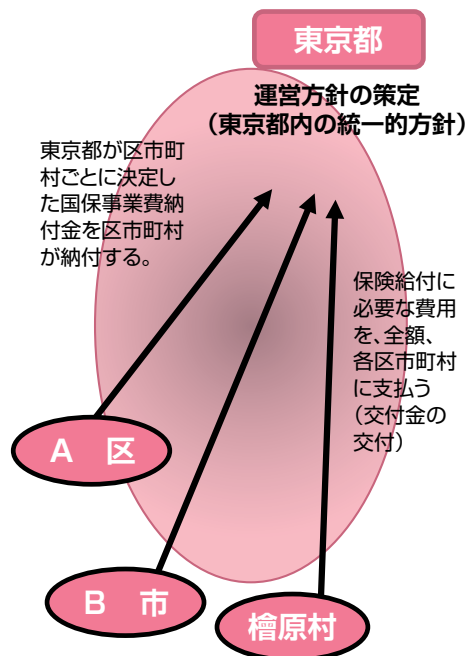 東京都
運営方針の策定
(東京都内の統一的方針)
東京都が区市町
村ごとに決定し
た国保事業費納
付金を区市町村
が納付する。
保険給付に
必要な費用
を、全額、
各区市町村
に支払う
(交付金の
交付)
A 区
B 市
檜原村